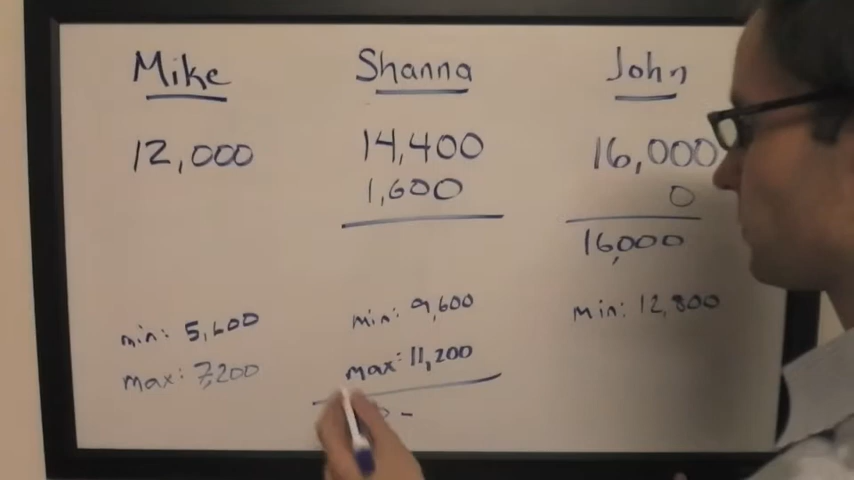 Mike
12,000
min: 5,600
max: 7,200
Shanna
14,400
1,600
min: 9,600
max: 11,200
John
16,000
0
16,000
min: 12,800